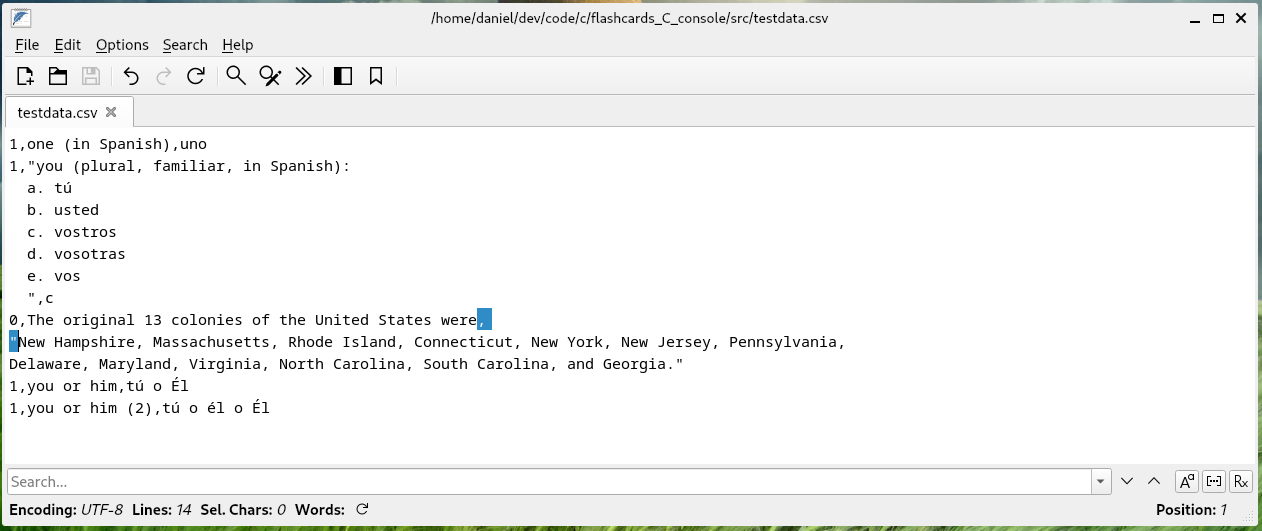 /home/daniel/dev/code/c/flashcards_C_console/src/testdata.csv
File Edit Options Search Help
testdata.csv
1,one (in Spanish),uno
1,"you (plural, familiar, in Spanish):
  a. tú
  b. usted
  c. vostros
  d. vosotras
  e. vos
  ",c
0,The original 13 colonies of the United States were,
"New Hampshire, Massachusetts, Rhode Island, Connecticut, New York, New Jersey, Pennsylvania,
Delaware, Maryland, Virginia, North Carolina, South Carolina, and Georgia."
1,you or him,tú o Él
1,you or him (2),tú o él o Él
Search...
Encoding: UTF-8 Lines: 14 Sel. Chars: 0 Words: Position: 1